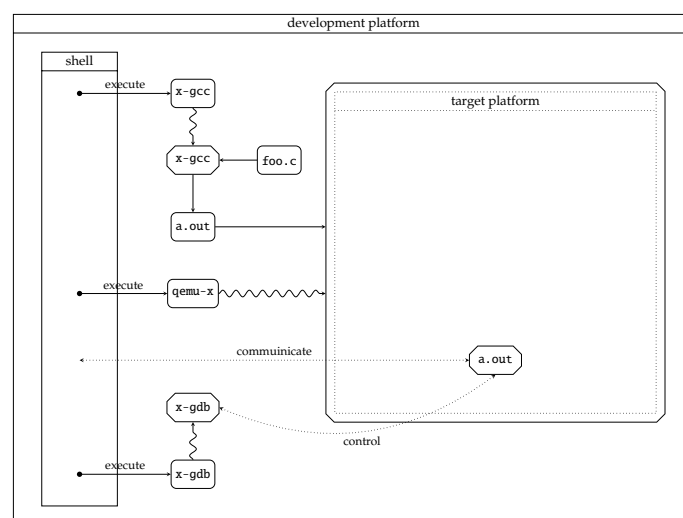 development platform
shell
execute
x-gcc
target platform
x-gcc
foo.c
a.out
execute
qemu-x
commuinicate
a.out
x-gdb
control
execute
x-gdb